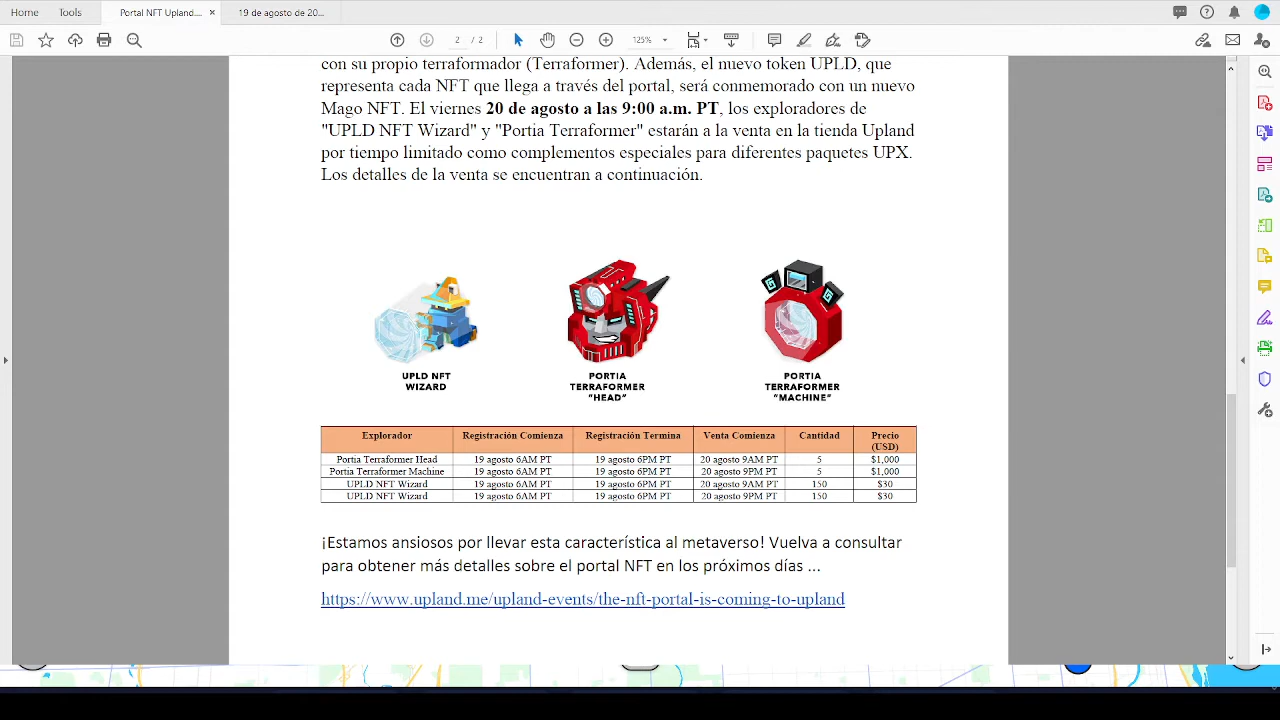 Home
Tools
Portal NFT Upland....
×
19 de agosto de 20...
2 / 2
125%
con su propio terraformador (Terraformer). Además, el nuevo token UPLD, que
representa cada NFT que llega a través del portal, será conmemorado con un nuevo
Mago NFT. El viernes 20 de agosto a las 9:00 a.m. PT, los exploradores de
"UPLD NFT Wizard" y "Portia Terraformer" estarán a la venta en la tienda Upland
por tiempo limitado como complementos especiales para diferentes paquetes UPX.
Los detalles de la venta se encuentran a continuación.
UPLD NFT
WIZARD
PORTIA
TERRAFORMER
"HEAD"
PORTIA
TERRAFORMER
"MACHINE"
Explorador Registración Comienza Registración Termina Venta Comienza Cantidad Precio
(USD)
Portia Terraformer Head 19 agosto 6AM PT 19 agosto 6PM PT 20 agosto 9AM PT 5 $1,000
Portia Terraformer Machine 19 agosto 6AM PT 19 agosto 6PM PT 20 agosto 9PM PT 5 $1,000
UPLD NFT Wizard 19 agosto 6AM PT 19 agosto 6PM PT 20 agosto 9AM PT 150 $30
UPLD NFT Wizard 19 agosto 6AM PT 19 agosto 6PM PT 20 agosto 9PM PT 150 $30
¡Estamos ansiosos por llevar esta característica al metaverso! Vuelva a consultar
para obtener más detalles sobre el portal NFT en los próximos días ...
https://www.upland.me/upland-events/the-nft-portal-is-coming-to-upland